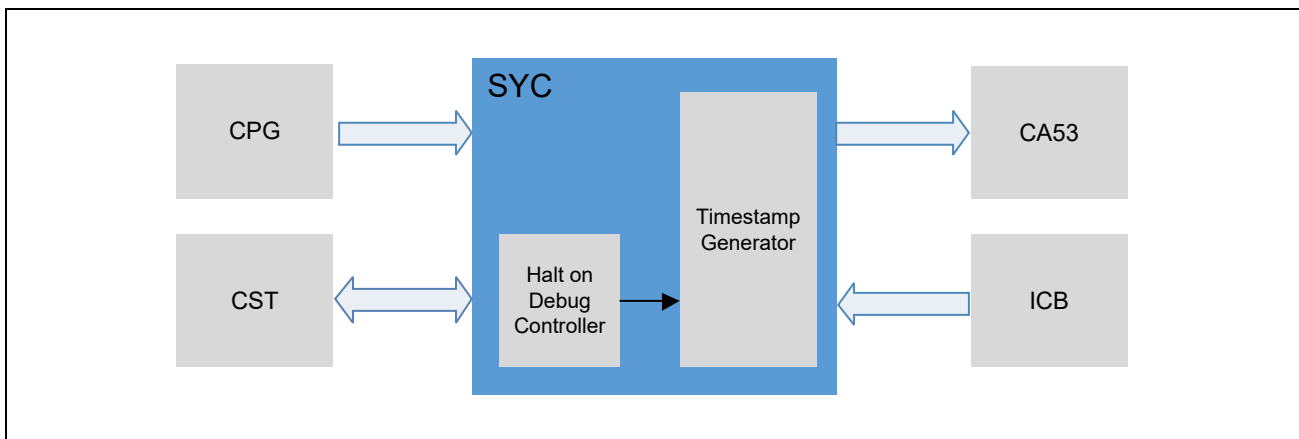 SYC
CPG
CA53
Timestamp
Generator
Halt on
Debug
Controller
CST
ICB